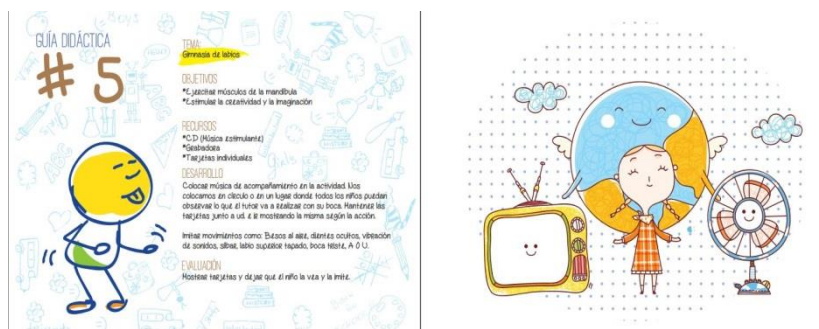 GUÍA DIDÁCTICA
# 5
TEMA:
Gimnasia de labios
OBJETIVOS
*Ejercitar músculos de la mandíbula
*Estimular la creatividad y la imaginación
RECURSOS
*C.D (Música estimulante)
*Grabadora
*Tarjetas individuales
DESARROLLO
Colocar música de acompañamiento en la actividad. Nos
colocamos en círculo o en un lugar donde todos los niños puedan
observar lo que el tutor va a realizar con su boca. Mantener las
tarjetas junto a ud. e ir mostrando la misma según la acción.
Imitar movimientos como: Besos al aire, dientes ocultos, vibración
de sonidos, silbar, labio superior tapado, boca triste, A O U.
EVALUACIÓN
Mostrar tarjetas y dejar que el niño la vea y la imite.